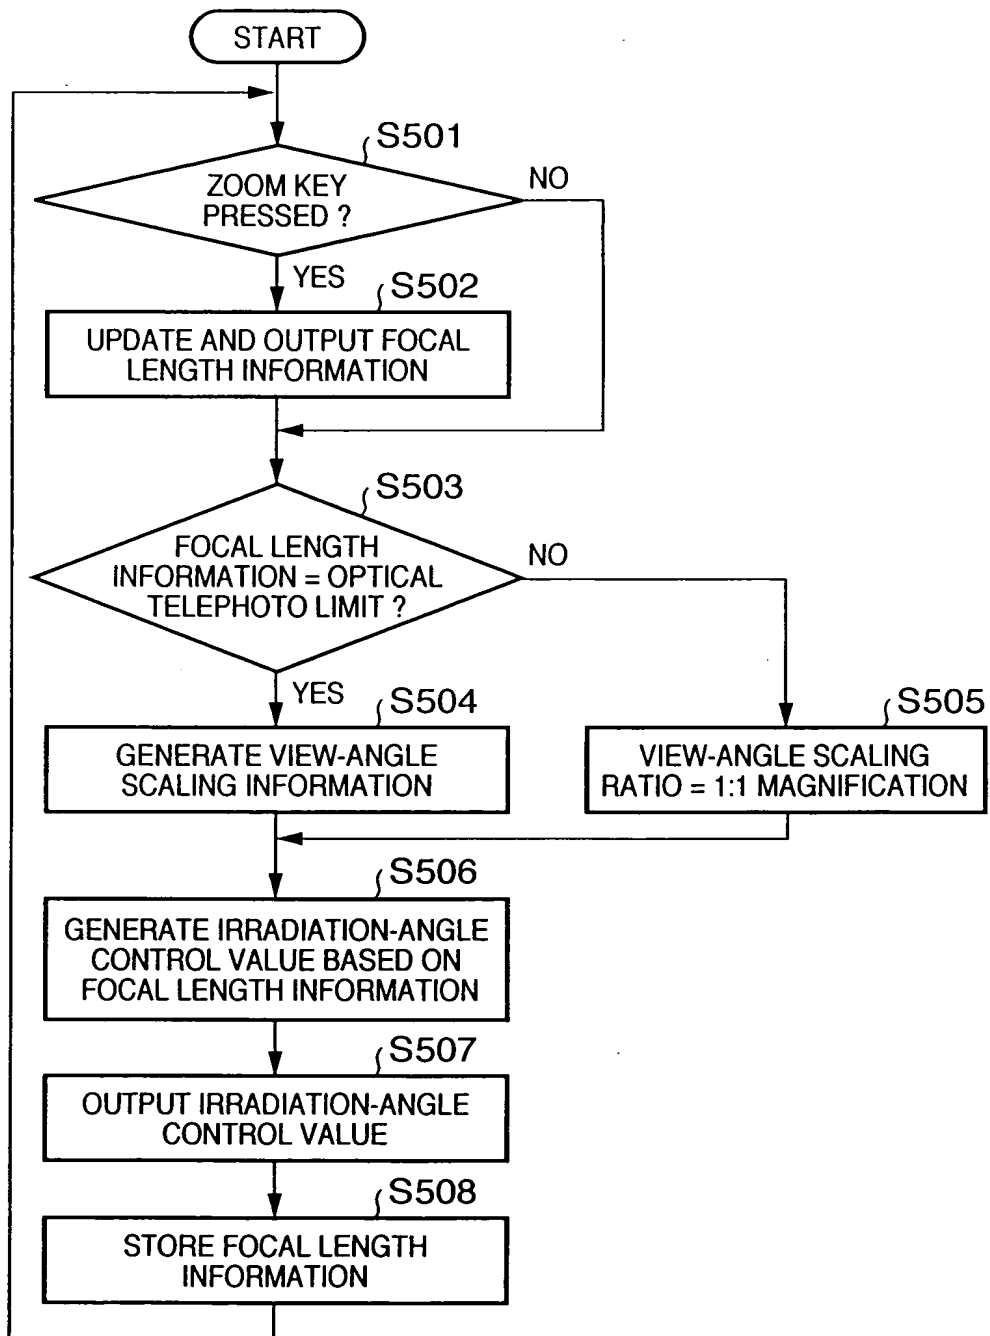 START
S501
ZOOM KEY
PRESSED ?
NO
YES
S502
UPDATE AND OUTPUT FOCAL
LENGTH INFORMATION
S503
FOCAL LENGTH
INFORMATION = OPTICAL
TELEPHOTO LIMIT ?
NO
YES
S504
GENERATE VIEW-ANGLE
SCALING INFORMATION
S505
VIEW-ANGLE SCALING
RATIO = 1:1 MAGNIFICATION
S506
GENERATE IRRADIATION-ANGLE
CONTROL VALUE BASED ON
FOCAL LENGTH INFORMATION
S507
OUTPUT IRRADIATION-ANGLE
CONTROL VALUE
S508
STORE FOCAL LENGTH
INFORMATION